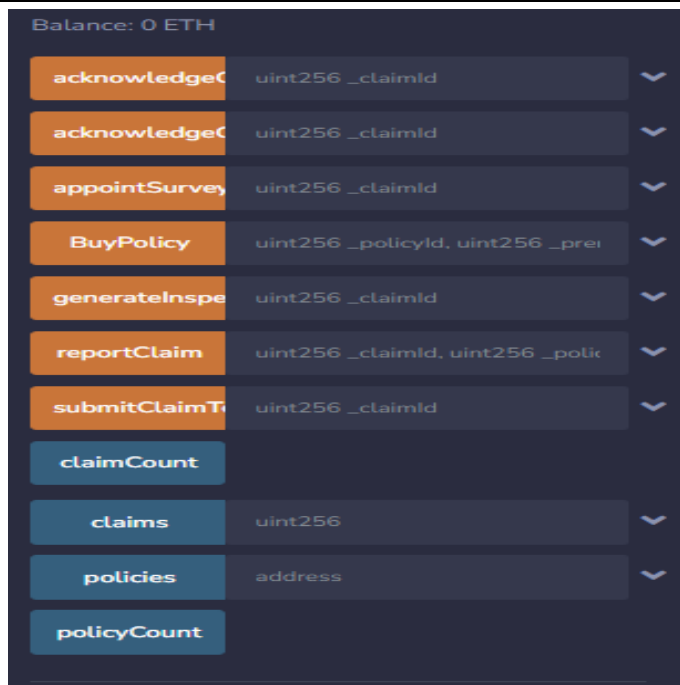 Balance: 0 ETH
acknowledgeC uint256 _claimId
acknowledgeC uint256 _claimId
appointSurvey uint256 _claimId
BuyPolicy uint256 _policyId, uint256 _prei
generateInspe uint256 _claimId
reportClaim uint256 _claimId, uint256 _polic
submitClaimT uint256 _claimId
claimCount
claims uint256
policies address
policyCount